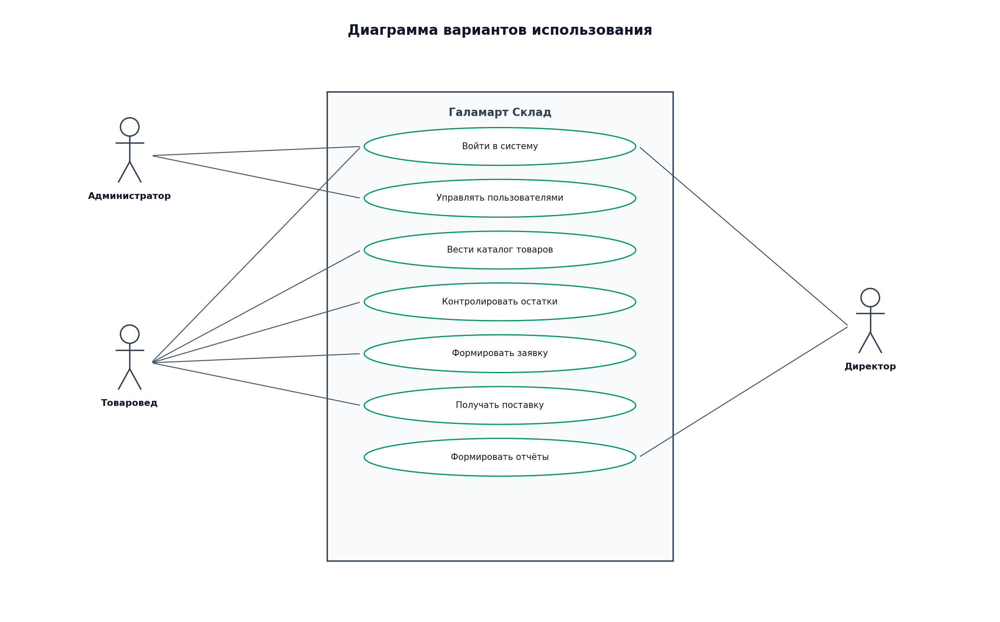 Диаграмма вариантов использования
Галамарт Склад
Войти в систему
Управлять пользователями
Вести каталог товаров
Контролировать остатки
Формировать заявку
Получать поставку
Формировать отчёты
Администратор
Товаровед
Директор